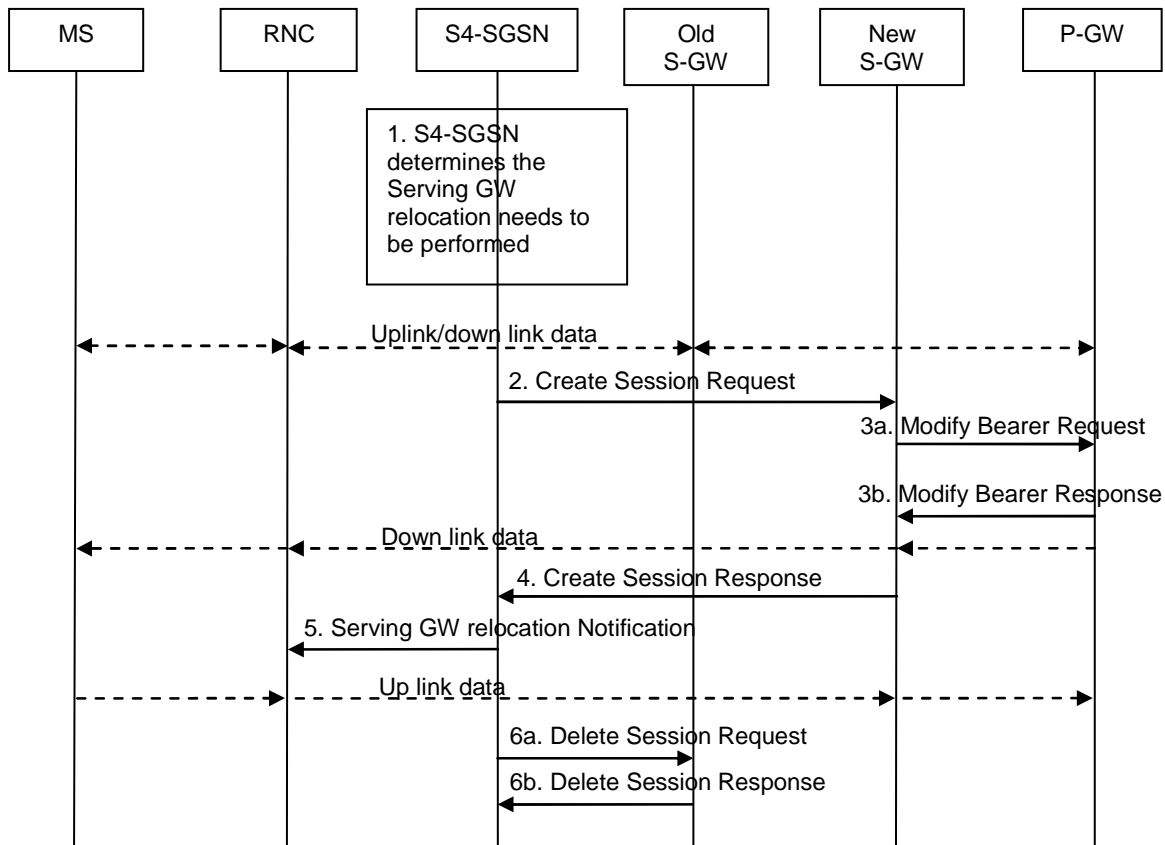 MS
RNC
S4-SGSN
Old
S-GW
New
S-GW
P-GW
1. S4-SGSN
determines the
Serving GW
relocation needs to
be performed
Uplink/down link data
2. Create Session Request
3a. Modify Bearer Request
3b. Modify Bearer Response
Down link data
4. Create Session Response
5. Serving GW relocation Notification
Up link data
6a. Delete Session Request
6b. Delete Session Response